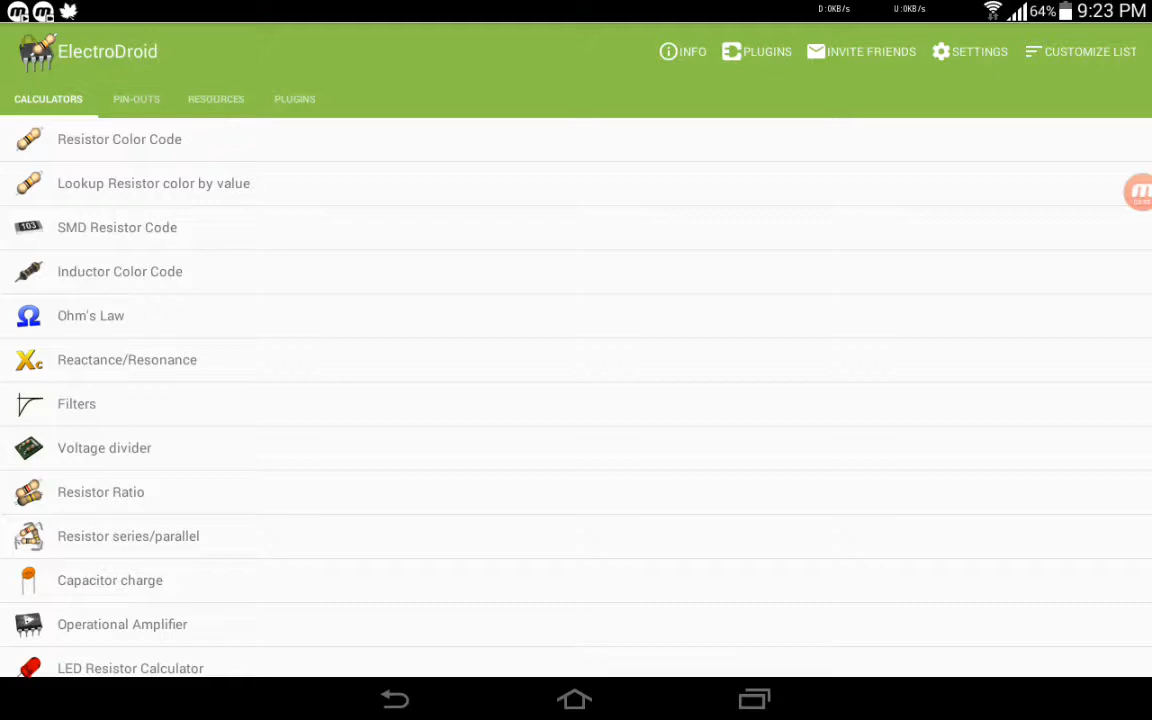 D:0KB/s U:0KB/s 64% 9:23 PM
ElectroDroid INFO PLUGINS INVITE FRIENDS SETTINGS CUSTOMIZE LIST
CALCULATORS PIN-OUTS RESOURCES PLUGINS
Resistor Color Code
Lookup Resistor color by value
103 SMD Resistor Code
Inductor Color Code
Ω Ohm's Law
Xc Reactance/Resonance
Filters
Voltage divider
Resistor Ratio
Resistor series/parallel
Capacitor charge
Operational Amplifier
LED Resistor Calculator